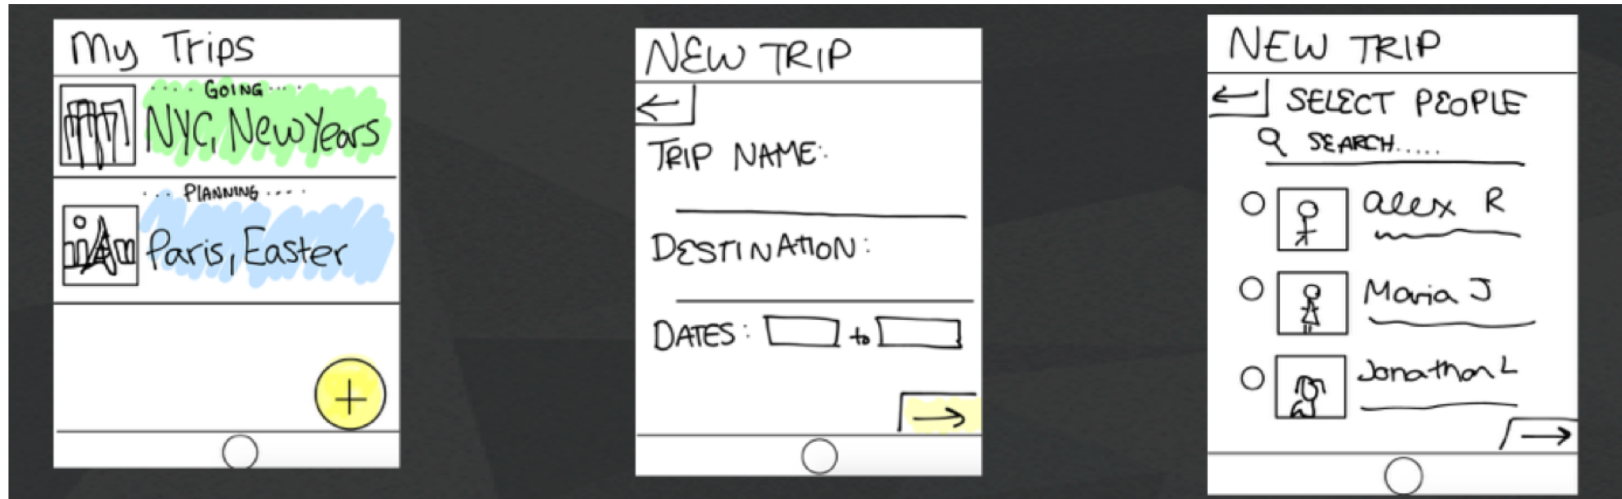 My Trips
.... GOING ....
NYC, New Years
... PLANNING ....
Paris, Easter
+
NEW TRIP
←
TRIP NAME:
DESTINATION:
DATES: to
→
NEW TRIP
← SELECT PEOPLE
SEARCH.....
alex R
Maria J
Jonathan L
→